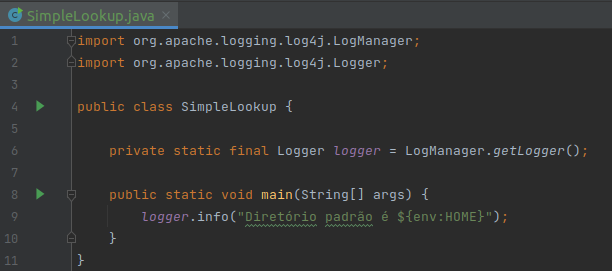 SimpleLookup.java
1 import org.apache.logging.log4j.LogManager;
2 import org.apache.logging.log4j.Logger;
3
4 public class SimpleLookup {
5
6 private static final Logger logger = LogManager.getLogger();
7
8 public static void main(String[] args) {
9 logger.info("Diretório padrão é ${env:HOME}");
10 }
11 }